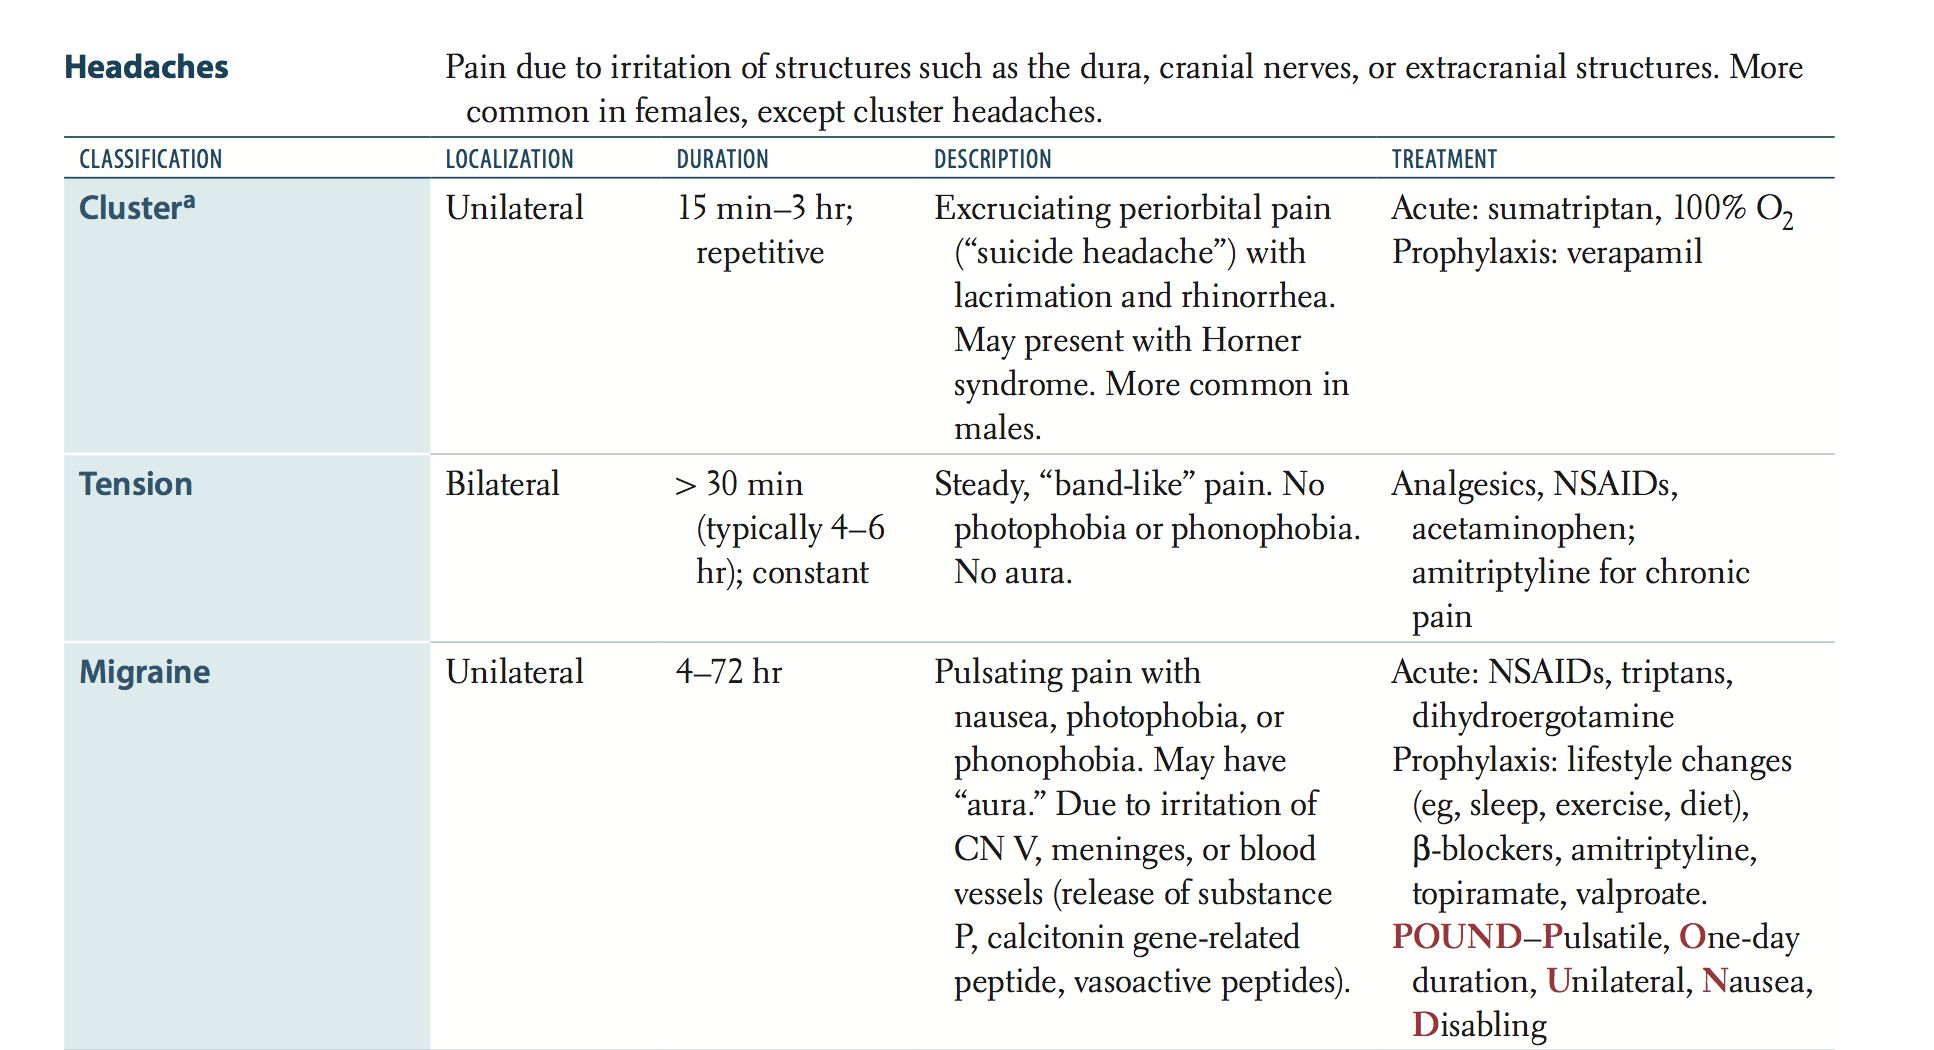 Headaches
Pain due to irritation of structures such as the dura, cranial nerves, or extracranial structures. More
common in females, except cluster headaches.
CLASSIFICATION LOCALIZATION DURATION DESCRIPTION TREATMENT
Clusterᵃ
Unilateral
15 min–3 hr;
repetitive
Excruciating periorbital pain
(“suicide headache”) with
lacrimation and rhinorrhea.
May present with Horner
syndrome. More common in
males.
Acute: sumatriptan, 100% O₂
Prophylaxis: verapamil
Tension
Bilateral
> 30 min
(typically 4–6
hr); constant
Steady, “band-like” pain. No
photophobia or phonophobia.
No aura.
Analgesics, NSAIDs,
acetaminophen;
amitriptyline for chronic
pain
Migraine
Unilateral
4–72 hr
Pulsating pain with
nausea, photophobia, or
phonophobia. May have
“aura.” Due to irritation of
CN V, meninges, or blood
vessels (release of substance
P, calcitonin gene-related
peptide, vasoactive peptides).
Acute: NSAIDs, triptans,
dihydroergotamine
Prophylaxis: lifestyle changes
(eg, sleep, exercise, diet),
β-blockers, amitriptyline,
topiramate, valproate.
POUND–Pulsatile, One-day
duration, Unilateral, Nausea,
Disabling